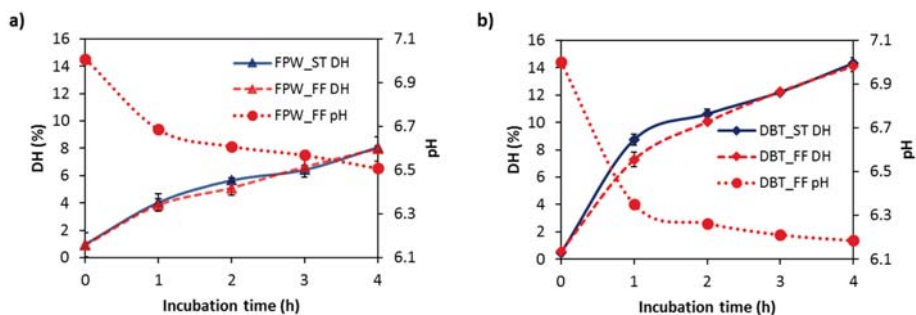 a)
16
14
12
10
8
6
4
2
0
DH (%)
7.1
6.9
6.7
6.5
6.3
6.1
pH
FPW_ST DH
FPW_FF DH
FPW_FF pH
0 1 2 3 4
Incubation time (h)
b)
16
14
12
10
8
6
4
2
0
DH (%)
7.1
6.9
6.7
6.5
6.3
6.1
pH
DBT_ST DH
DBT_FF DH
DBT_FF pH
0 1 2 3 4
Incubation time (h)